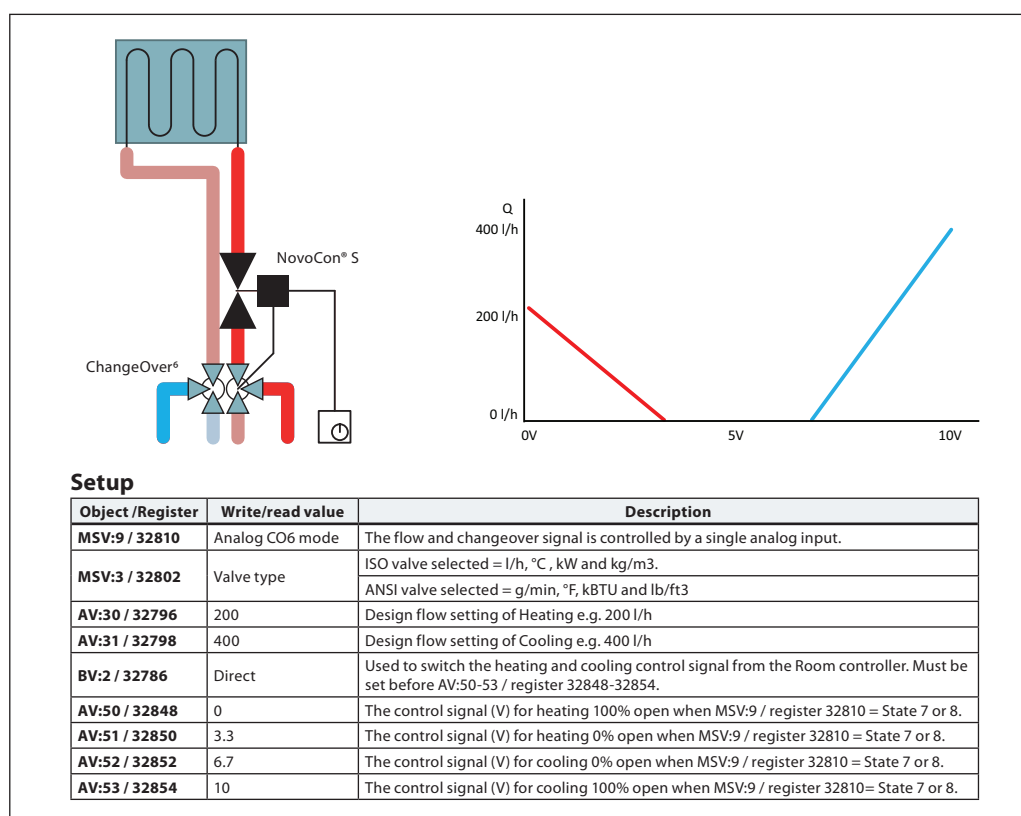 NovoCon® S
ChangeOver⁶
Q
400 l/h
200 l/h
0 l/h
0V
5V
10V
Setup
Object /Register Write/read value Description
MSV:9 / 32810 Analog CO6 mode The flow and changeover signal is controlled by a single analog input.
MSV:3 / 32802 Valve type ISO valve selected = l/h, °C , kW and kg/m3.
ANSI valve selected = g/min, °F, kBTU and lb/ft3
AV:30 / 32796 200 Design flow setting of Heating e.g. 200 l/h
AV:31 / 32798 400 Design flow setting of Cooling e.g. 400 l/h
BV:2 / 32786 Direct Used to switch the heating and cooling control signal from the Room controller. Must be
set before AV:50-53 / register 32848-32854.
AV:50 / 32848 0 The control signal (V) for heating 100% open when MSV:9 / register 32810 = State 7 or 8.
AV:51 / 32850 3.3 The control signal (V) for heating 0% open when MSV:9 / register 32810 = State 7 or 8.
AV:52 / 32852 6.7 The control signal (V) for cooling 0% open when MSV:9 / register 32810 = State 7 or 8.
AV:53 / 32854 10 The control signal (V) for cooling 100% open when MSV:9 / register 32810= State 7 or 8.